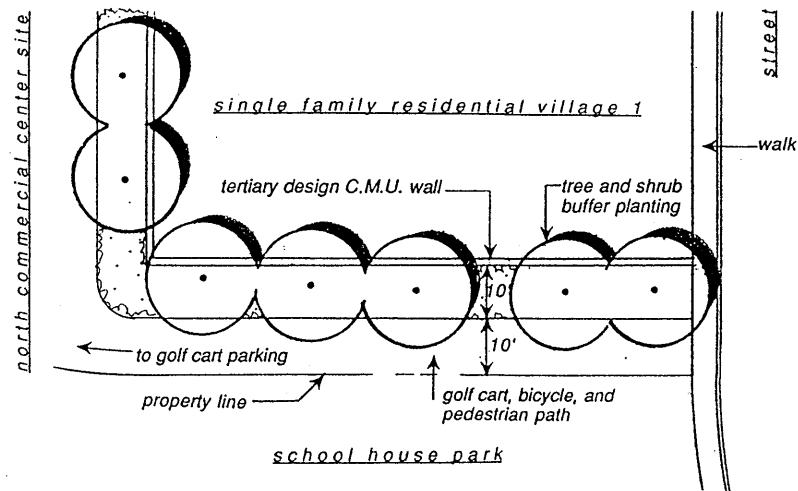 north commercial center site
street
single family residential village 1
walk
tertiary design C.M.U. wall
tree and shrub
buffer planting
10'
10'
to golf cart parking
property line
golf cart, bicycle, and
pedestrian path
school house park